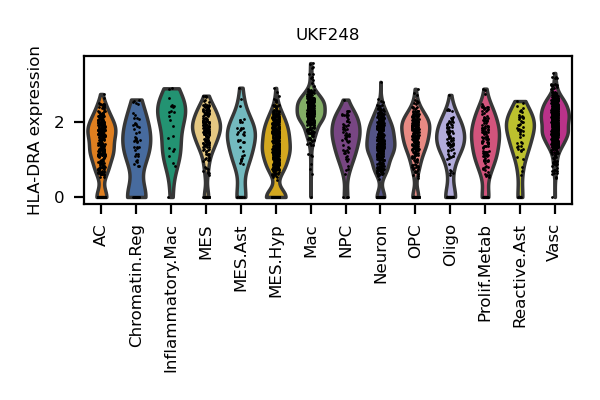 UKF248
HLA-DRA expression
2
0
AC
Chromatin.Reg
Inflammatory.Mac
MES
MES.Ast
MES.Hyp
Mac
NPC
Neuron
OPC
Oligo
Prolif.Metab
Reactive.Ast
Vasc